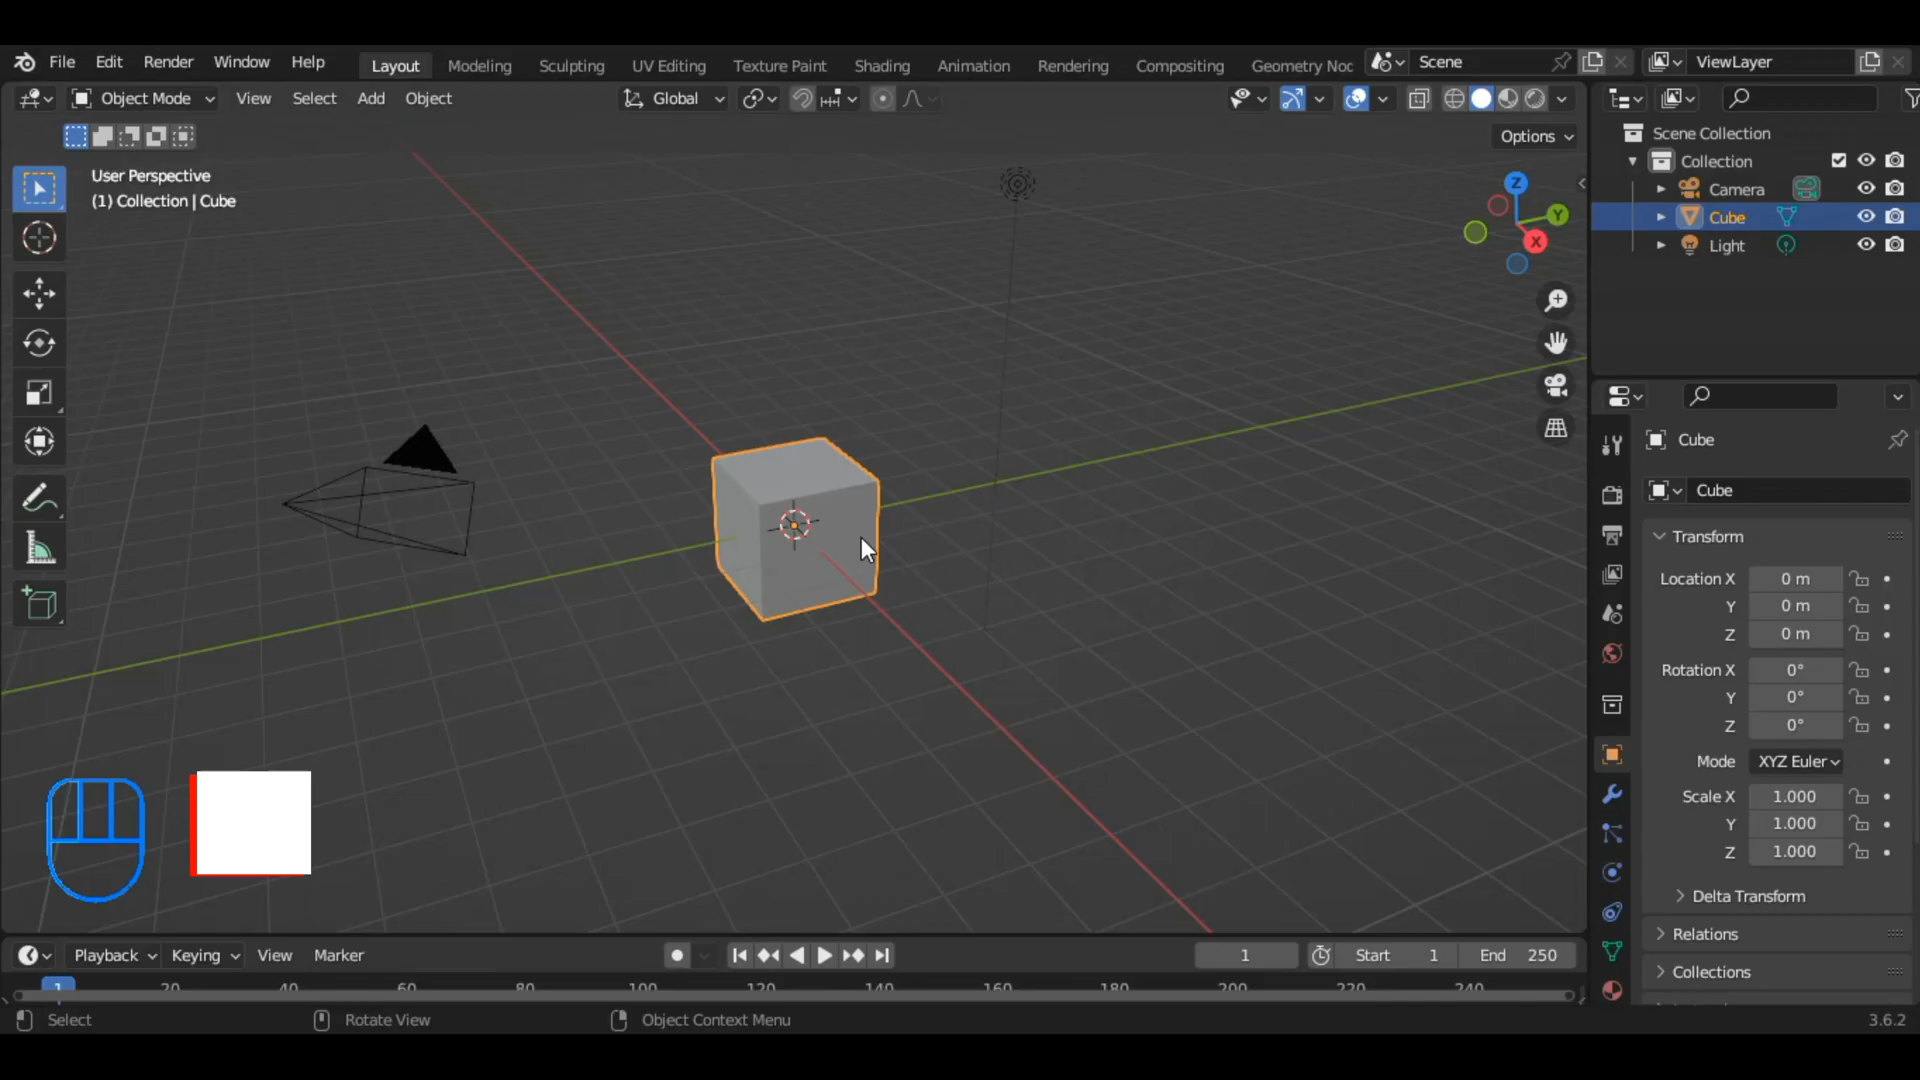 File Edit Render Window Help Layout Modeling Sculpting UV Editing Texture Paint Shading Animation Rendering Compositing Geometry Noc Scene ViewLayer
Object Mode View Select Add Object Global
Options
User Perspective
(1) Collection | Cube
Z
Y
X
Scene Collection
Collection
Camera
Cube
Light
Cube
Cube
Transform
Location X 0 m
Y 0 m
Z 0 m
Rotation X 0°
Y 0°
Z 0°
Mode XYZ Euler
Scale X 1.000
Y 1.000
Z 1.000
Delta Transform
Relations
Collections
Playback Keying View Marker 1 Start 1 End 250
1 20 40 60 80 100 120 140 160 180 200 220 240
Select Rotate View Object Context Menu 3.6.2